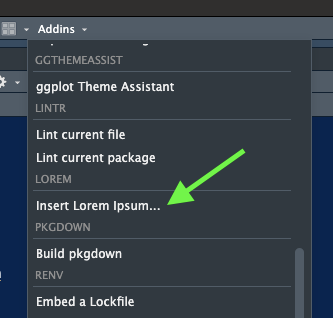 Addins
GGTHEMEASSIST
ggplot Theme Assistant
LINTR
Lint current file
Lint current package
LOREM
Insert Lorem Ipsum...
PKGDOWN
Build pkgdown
RENV
Embed a Lockfile